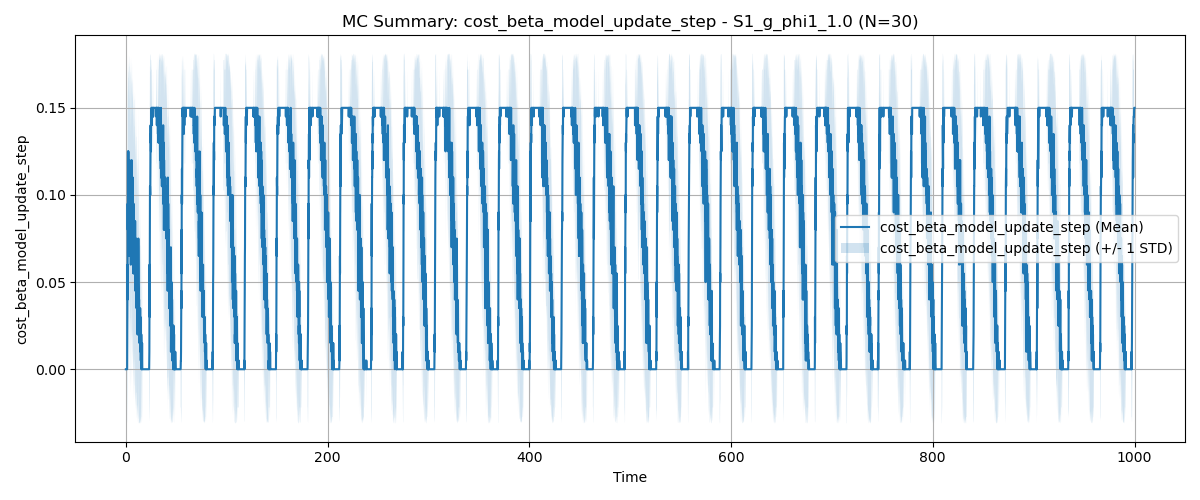 MC Summary: cost_beta_model_update_step - S1_g_phi1_1.0 (N=30)
cost_beta_model_update_step
0.15
0.10
0.05
0.00
cost_beta_model_update_step (Mean)
cost_beta_model_update_step (+/- 1 STD)
0 200 400 600 800 1000
Time